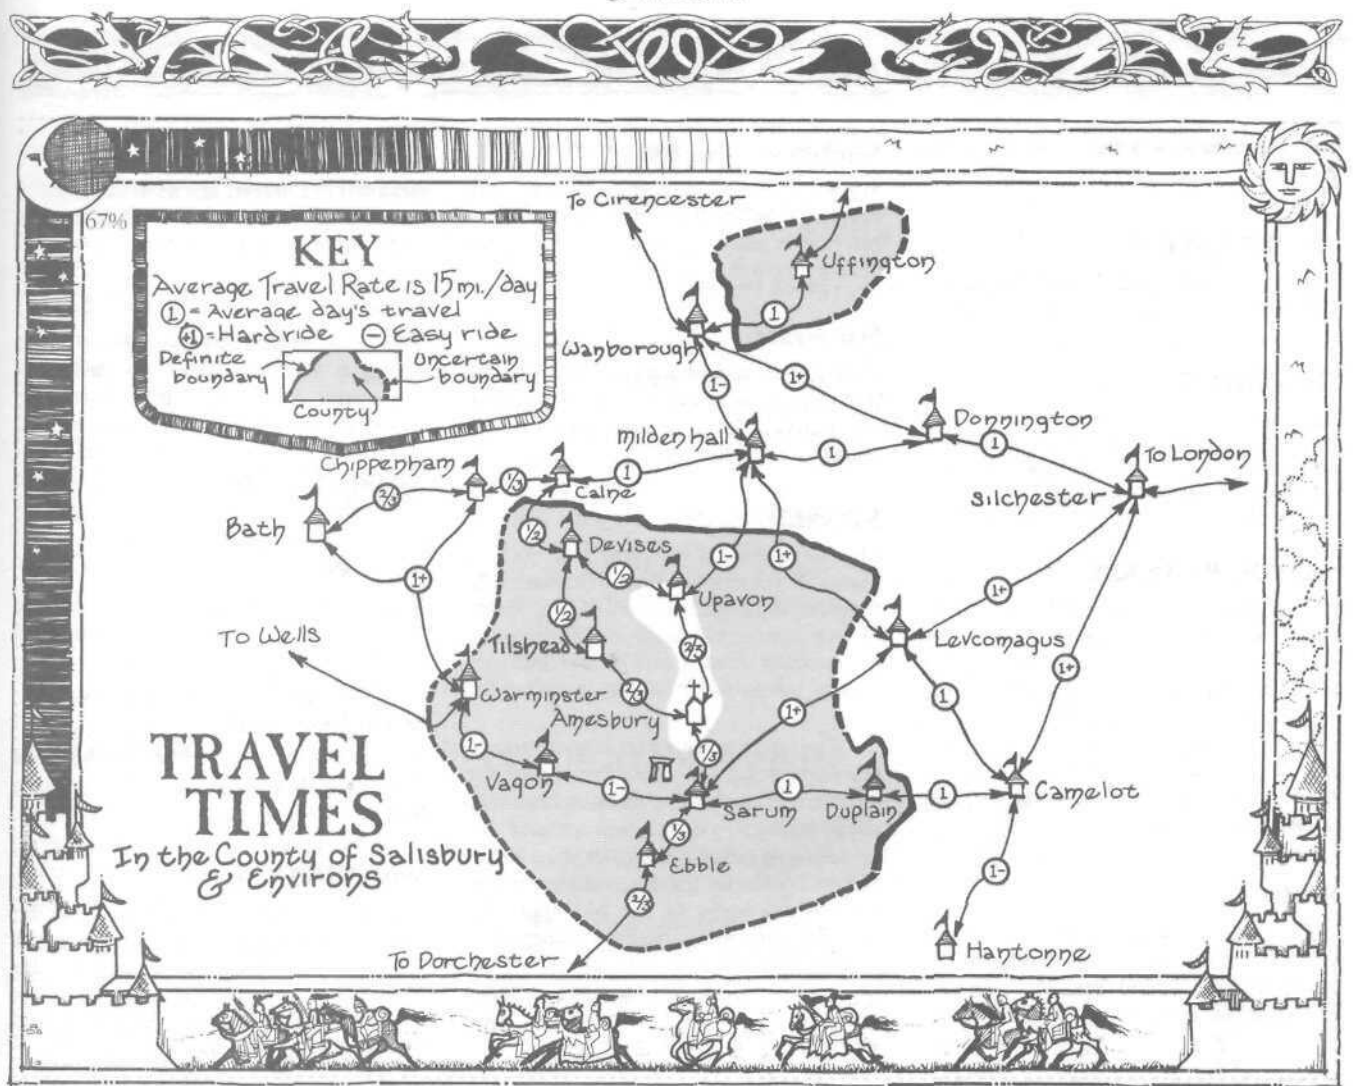 67%
KEY
Average Travel Rate is 15 mi./day
1 = Average day's travel
+1 = Hard ride − Easy ride
Definite boundary
Uncertain boundary
County
To Cirencester
Uffington
1
Wanborough
1-
1+
Donnington
Mildenhall
1
1
To London
Silchester
Chippenham
2/3
1/3
Calne
1
Bath
1/2
Devises
1/2
1-
1+
Upavon
1+
1+
1/2
To Wells
Tilshead
2/3
Levcomagus
2/3
1
1+
Warminster
Amesbury
1+
1-
1/3
Vagon
1-
Sarum
1
Duplain
1
Camelot
1/3
Ebble
1-
2/3
Hantonne
To Dorchester
TRAVEL
TIMES
In the County of Salisbury
& Environs